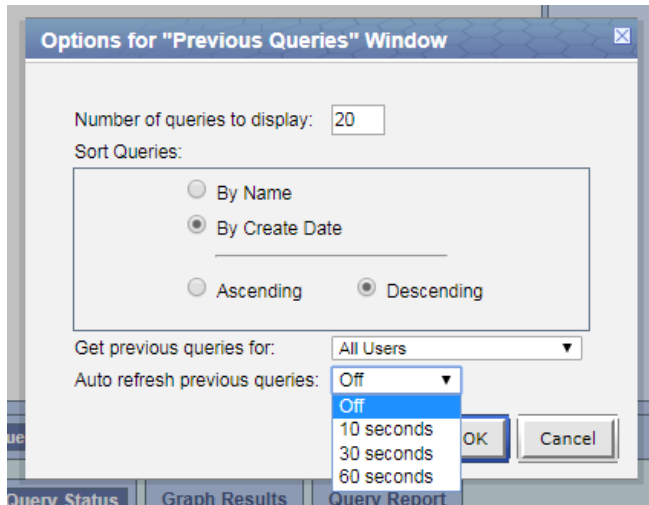 Options for "Previous Queries" Window
Number of queries to display: 20
Sort Queries:
By Name
By Create Date
Ascending Descending
Get previous queries for: All Users
Auto refresh previous queries: Off
Off
10 seconds
30 seconds
60 seconds
OK Cancel
Query Status Graph Results Query Report